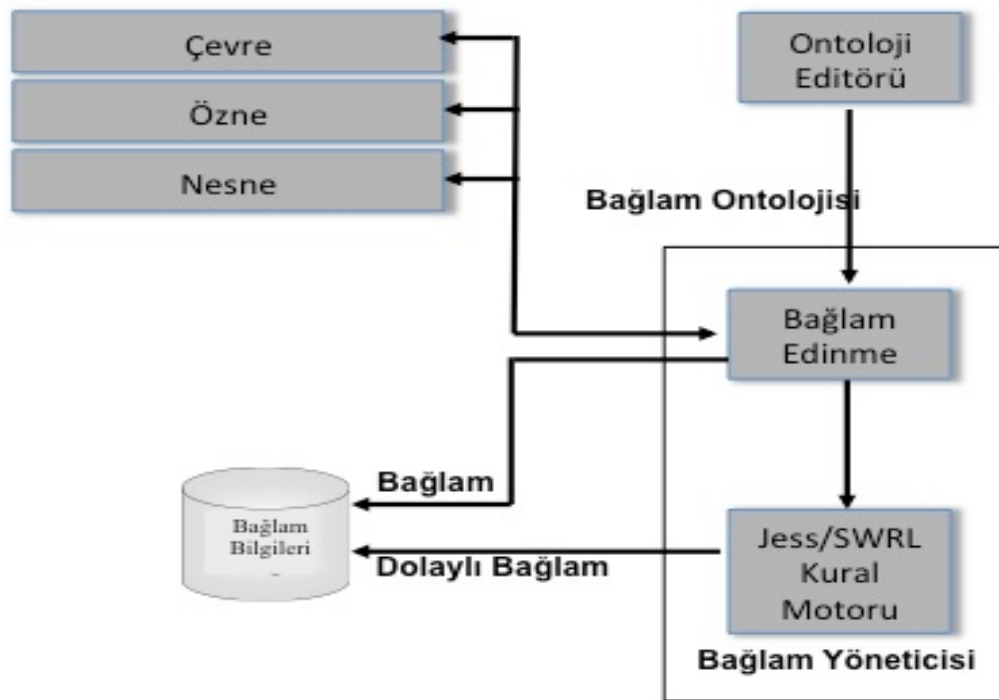 Çevre
Özne
Nesne
Ontoloji
Editörü
Bağlam Ontolojisi
Bağlam
Edinme
Bağlam
Bağlam
Bilgileri
Dolaylı Bağlam
Jess/SWRL
Kural
Motoru
Bağlam Yöneticisi